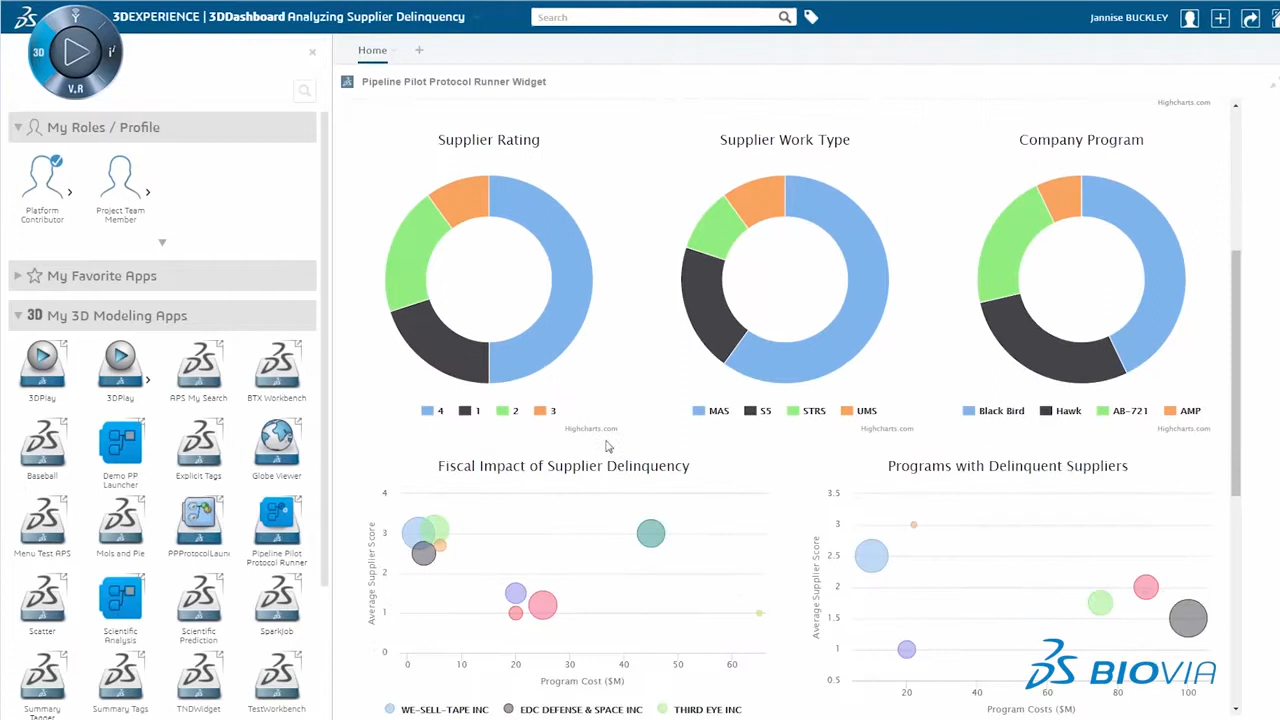 3DEXPERIENCE | 3DDashboard Analyzing Supplier Delinquency
Search
Jannise BUCKLEY
3D
i²
V,R
Home
Pipeline Pilot Protocol Runner Widget
My Roles / Profile
Platform Contributor
Project Team Member
My Favorite Apps
3D My 3D Modeling Apps
3DPlay
3DPlay
APS My Search
BTX Workbench
Baseball
Demo PP Launcher
Explicit Tags
Globe Viewer
Menu Test APS
Mols and Pie
PPProtocolLaun
Pipeline Pilot Protocol Runner
Scatter
Scientific Analysis
Scientific Prediction
SparkJob
Summary Tagger
Summary Tags
TNDWidget
TestWorkbench
Highcharts.com
Supplier Rating
4 1 2 3
Highcharts.com
Supplier Work Type
MAS S5 STRS UMS
Highcharts.com
Company Program
Black Bird Hawk AB-721 AMP
Highcharts.com
Fiscal Impact of Supplier Delinquency
Average Supplier Score
4
3
2
1
0
0 10 20 30 40 50 60
Program Cost ($M)
WE-SELL-TAPE INC EDC DEFENSE & SPACE INC THIRD EYE INC
Programs with Delinquent Suppliers
Average Supplier Score
3.5
3
2.5
2
1.5
1
0.5
20 40 60 80 100
Program Costs ($M)
BIOVIA